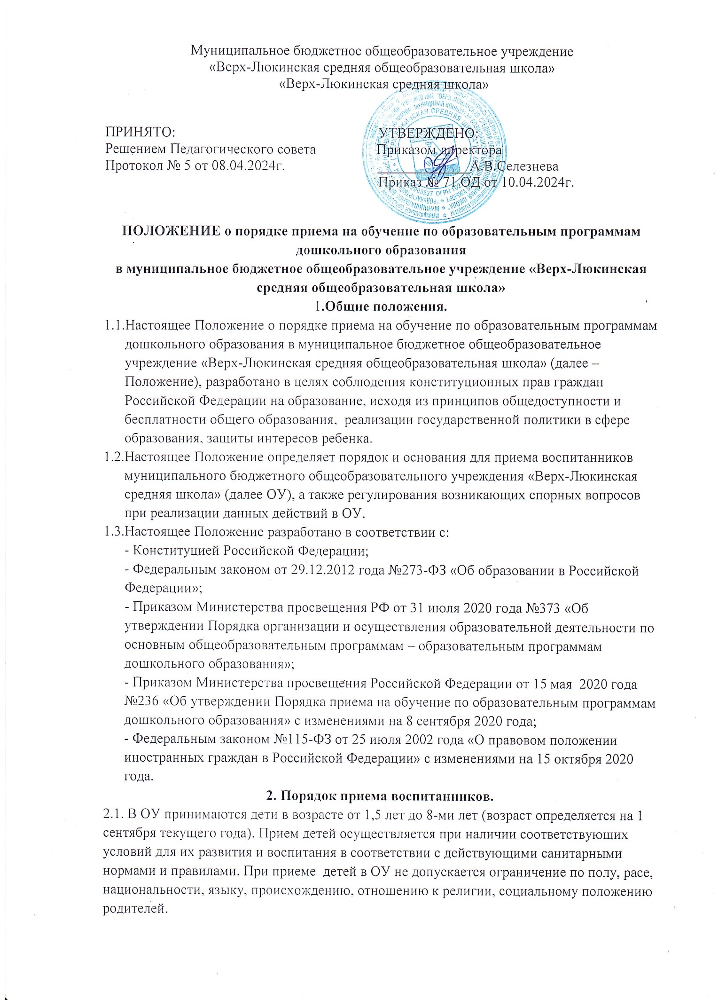 Муниципальное бюджетное общеобразовательное учреждение
«Верх-Люкинская средняя общеобразовательная школа»
«Верх-Люкинская средняя школа»
ПРИНЯТО:
Решением Педагогического совета
Протокол № 5 от 08.04.2024г.
УТВЕРЖДЕНО:
Приказом директора
_____________А.В.Селезнева
Приказ № 71 ОД от 10.04.2024г.
ПОЛОЖЕНИЕ о порядке приема на обучение по образовательным программам
дошкольного образования
в муниципальное бюджетное общеобразовательное учреждение «Верх-Люкинская
средняя общеобразовательная школа»
1.Общие положения.
1.1.Настоящее Положение о порядке приема на обучение по образовательным программам
дошкольного образования в муниципальное бюджетное общеобразовательное
учреждение «Верх-Люкинская средняя общеобразовательная школа» (далее –
Положение), разработано в целях соблюдения конституционных прав граждан
Российской Федерации на образование, исходя из принципов общедоступности и
бесплатности общего образования,  реализации государственной политики в сфере
образования, защиты интересов ребенка.
1.2.Настоящее Положение определяет порядок и основания для приема воспитанников
муниципального бюджетного общеобразовательного учреждения «Верх-Люкинская
средняя школа» (далее ОУ), а также регулирования возникающих спорных вопросов
при реализации данных действий в ОУ.
1.3.Настоящее Положение разработано в соответствии с:
- Конституцией Российской Федерации;
- Федеральным законом от 29.12.2012 года №273-ФЗ «Об образовании в Российской
Федерации»;
- Приказом Министерства просвещения РФ от 31 июля 2020 года №373 «Об
утверждении Порядка организации и осуществления образовательной деятельности по
основным общеобразовательным программам – образовательным программам
дошкольного образования»;
- Приказом Министерства просвещения Российской Федерации от 15 мая  2020 года
№236 «Об утверждении Порядка приема на обучение по образовательным программам
дошкольного образования» с изменениями на 8 сентября 2020 года;
- Федеральным законом №115-ФЗ от 25 июля 2002 года «О правовом положении
иностранных граждан в Российской Федерации» с изменениями на 15 октября 2020
года.
2. Порядок приема воспитанников.
2.1. В ОУ принимаются дети в возрасте от 1,5 лет до 8-ми лет (возраст определяется на 1
сентября текущего года). Прием детей осуществляется при наличии соответствующих
условий для их развития и воспитания в соответствии с действующими санитарными
нормами и правилами. При приеме  детей в ОУ не допускается ограничение по полу, расе,
национальности, языку, происхождению, отношению к религии, социальному положению
родителей.